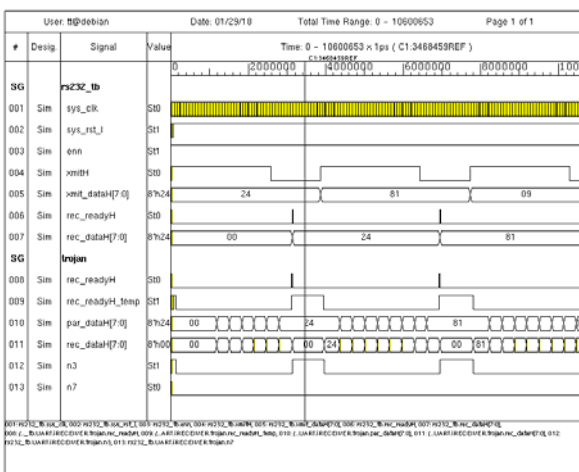 User: tt@debian Date: 01/29/18 Total Time Range: 0 - 10600653 Page 1 of 1
# Desig. Signal Value Time: 0 - 10600653 x 1ps ( C1:3468459REF )
C1:3468459REF
0 2000000 4000000 6000000 8000000 100
SG rs232_tb
001 Sim sys_clk St0
002 Sim sys_rst_l St1
003 Sim enn St1
004 Sim xmitH St0
005 Sim xmit_dataH[7:0] 8'h24 24 81 09
006 Sim rec_readyH St0
007 Sim rec_dataH[7:0] 8'h24 00 24 81
SG trojan
008 Sim rec_readyH St0
009 Sim rec_readyH_temp St1
010 Sim par_dataH[7:0] 8'h24 00 24 81
011 Sim rec_dataH[7:0] 8'h00 00 00 24 00 81
012 Sim n3 St1
013 Sim n7 St0